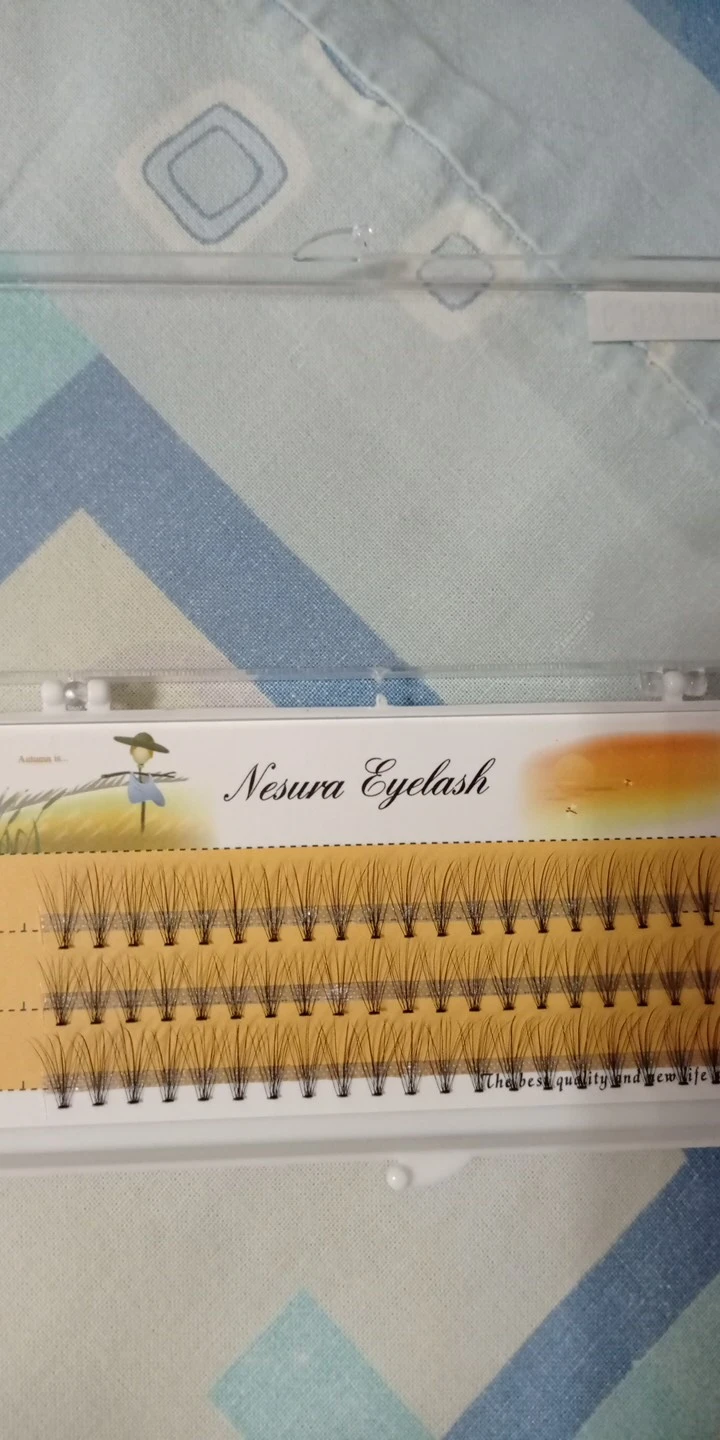 Autumn is...
Nesura Eyelash
The best quality and new life